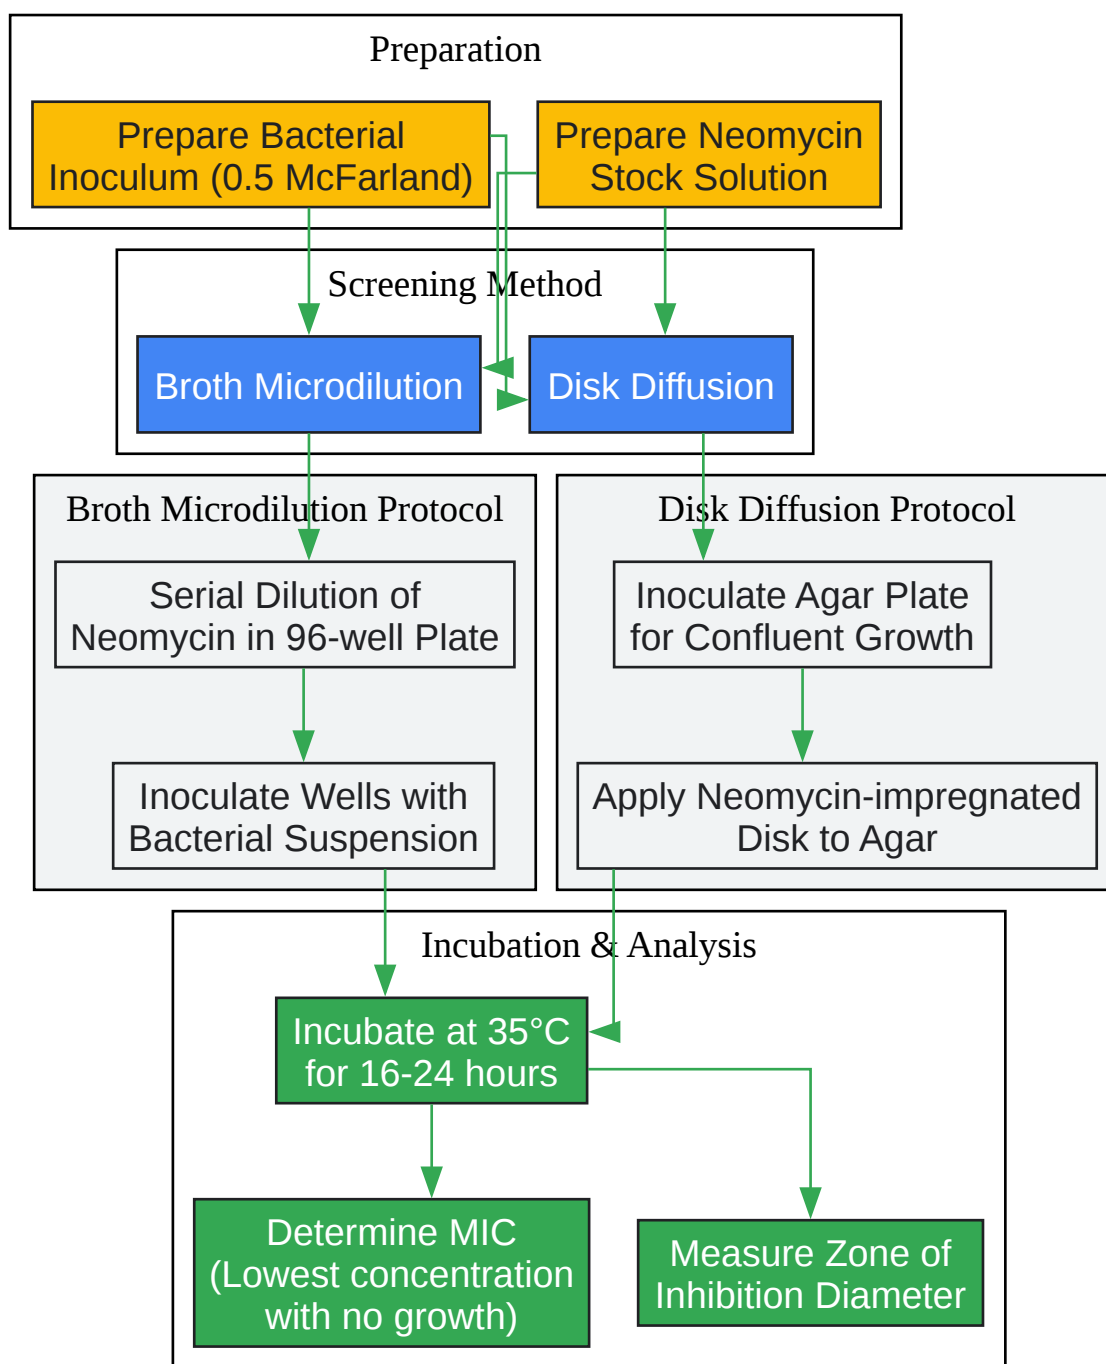 Preparation
Prepare Bacterial
Inoculum (0.5 McFarland)
Prepare Neomycin
Stock Solution
Screening Method
Broth Microdilution
Disk Diffusion
Broth Microdilution Protocol
Serial Dilution of
Neomycin in 96-well Plate
Inoculate Wells with
Bacterial Suspension
Disk Diffusion Protocol
Inoculate Agar Plate
for Confluent Growth
Apply Neomycin-impregnated
Disk to Agar
Incubation & Analysis
Incubate at 35°C
for 16-24 hours
Determine MIC
(Lowest concentration
with no growth)
Measure Zone of
Inhibition Diameter